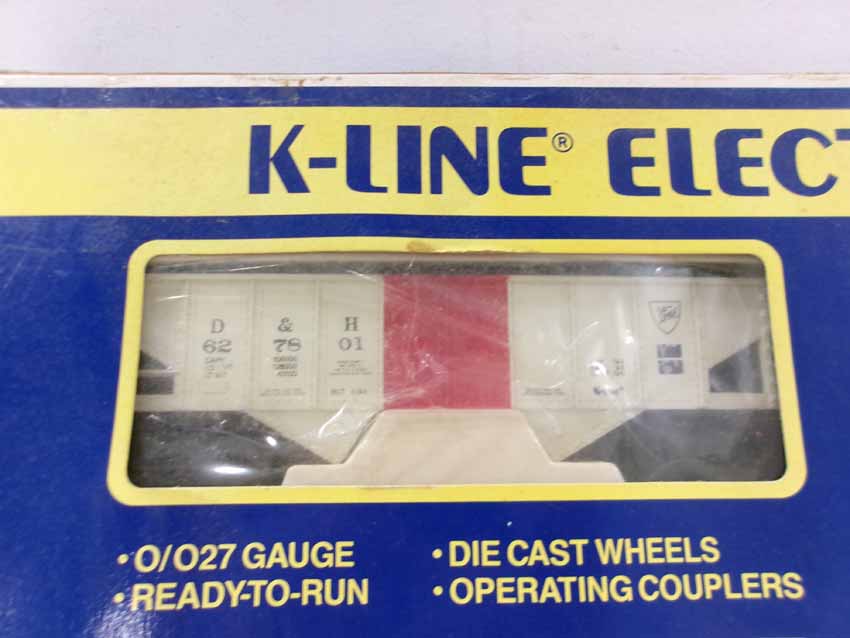 K-LINE® ELECT
D & H
62 78 01
• O/O27 GAUGE
• READY-TO-RUN
• DIE CAST WHEELS
• OPERATING COUPLERS